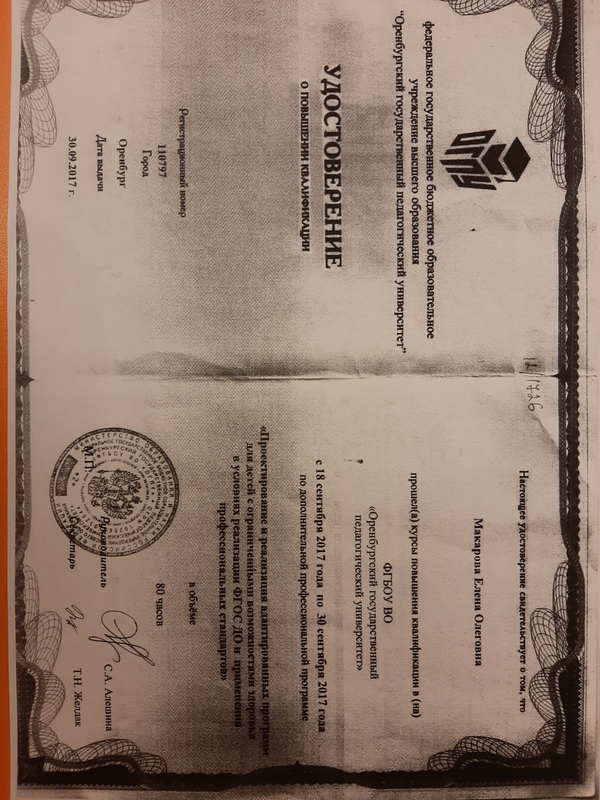 ОГПУ
федеральное государственное бюджетное образовательное
учреждение высшего образования
"Оренбургский государственный педагогический университет"
УДОСТОВЕРЕНИЕ
О ПОВЫШЕНИИ КВАЛИФИКАЦИИ
Регистрационный номер
110797
Город
Оренбург
Дата выдачи
30.09.2017 г.
12/1726
Настоящее удостоверение свидетельствует о том, что
Макарова Елена Олеговна
прошел(а) курсы повышения квалификации в (на)
ФГБОУ ВО
«Оренбургский государственный
педагогический университет»
с 18 сентября 2017 года по 30 сентября 2017 года
по дополнительной профессиональной программе
«Проектирование и реализация адаптированных программ
для детей с ограниченными возможностями здоровья
в условиях реализации ФГОС ДО и применения
профессиональных стандартов»
в объёме
80 часов
Руководитель
С.А. Алешина
М.П.
Секретарь
Т.Н. Желдак